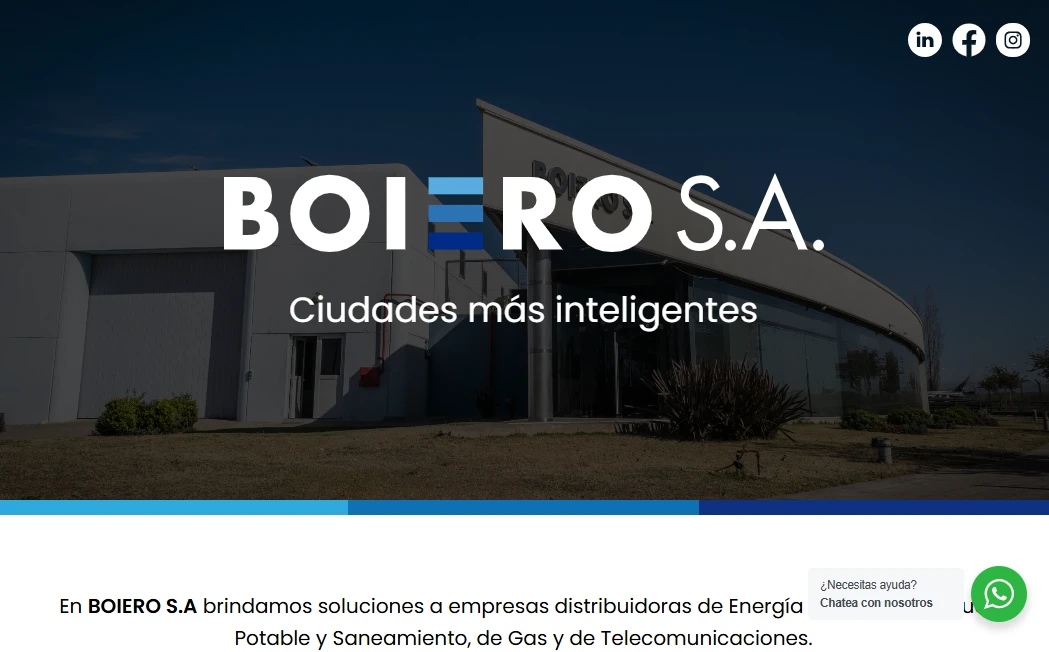 in
BOIERO S.A.
Ciudades más inteligentes
En BOIERO S.A brindamos soluciones a empresas distribuidoras de Energía
Potable y Saneamiento, de Gas y de Telecomunicaciones.
¿Necesitas ayuda?
Chatea con nosotros